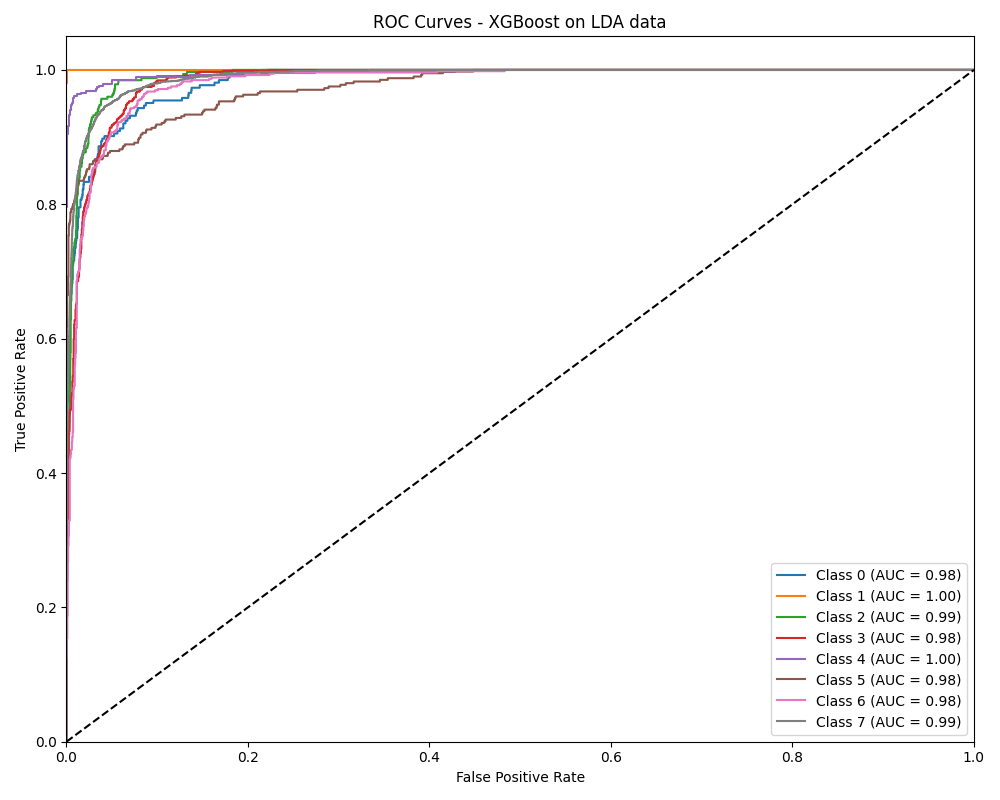 ROC Curves - XGBoost on LDA data
True Positive Rate
1.0
0.8
0.6
0.4
0.2
0.0
0.0 0.2 0.4 0.6 0.8 1.0
False Positive Rate
Class 0 (AUC = 0.98)
Class 1 (AUC = 1.00)
Class 2 (AUC = 0.99)
Class 3 (AUC = 0.98)
Class 4 (AUC = 1.00)
Class 5 (AUC = 0.98)
Class 6 (AUC = 0.98)
Class 7 (AUC = 0.99)